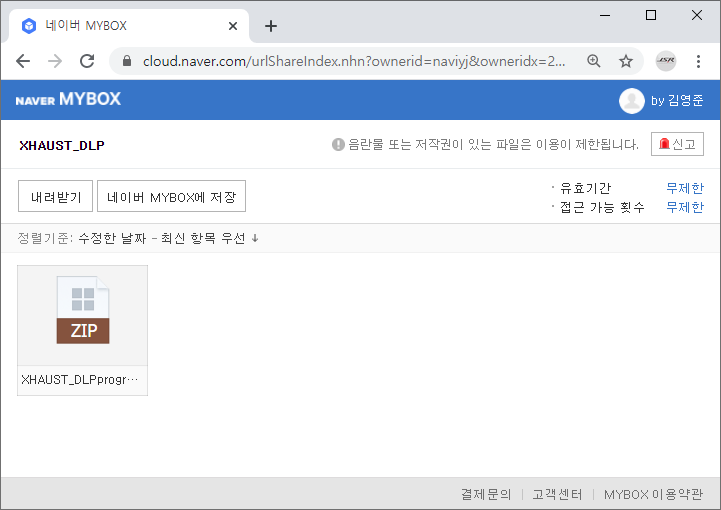 네이버 MYBOX
cloud.naver.com/urlShareIndex.nhn?ownerid=naviyj&owneridx=2...
JSR
NAVER MYBOX
by 김영준
XHAUST_DLP
음란물 또는 저작권이 있는 파일은 이용이 제한됩니다.
신고
내려받기
네이버 MYBOX에 저장
· 유효기간 무제한
· 접근 가능 횟수 무제한
정렬기준: 수정한 날짜 - 최신 항목 우선 ↓
ZIP
XHAUST_DLPprogr···
결제문의 | 고객센터 | MYBOX 이용약관